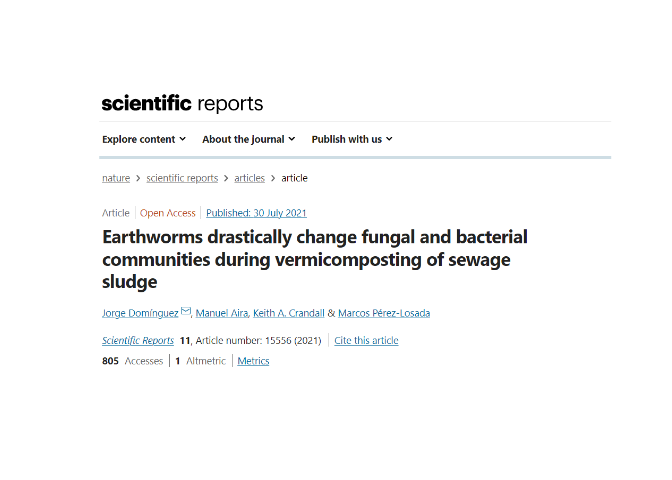 scientific reports
Explore content About the journal Publish with us
nature > scientific reports > articles > article
Article | Open Access | Published: 30 July 2021
Earthworms drastically change fungal and bacterial
communities during vermicomposting of sewage
sludge
Jorge Domínguez, Manuel Aira, Keith A. Crandall & Marcos Pérez-Losada
Scientific Reports 11, Article number: 15556 (2021) | Cite this article
805 Accesses | 1 Altmetric | Metrics